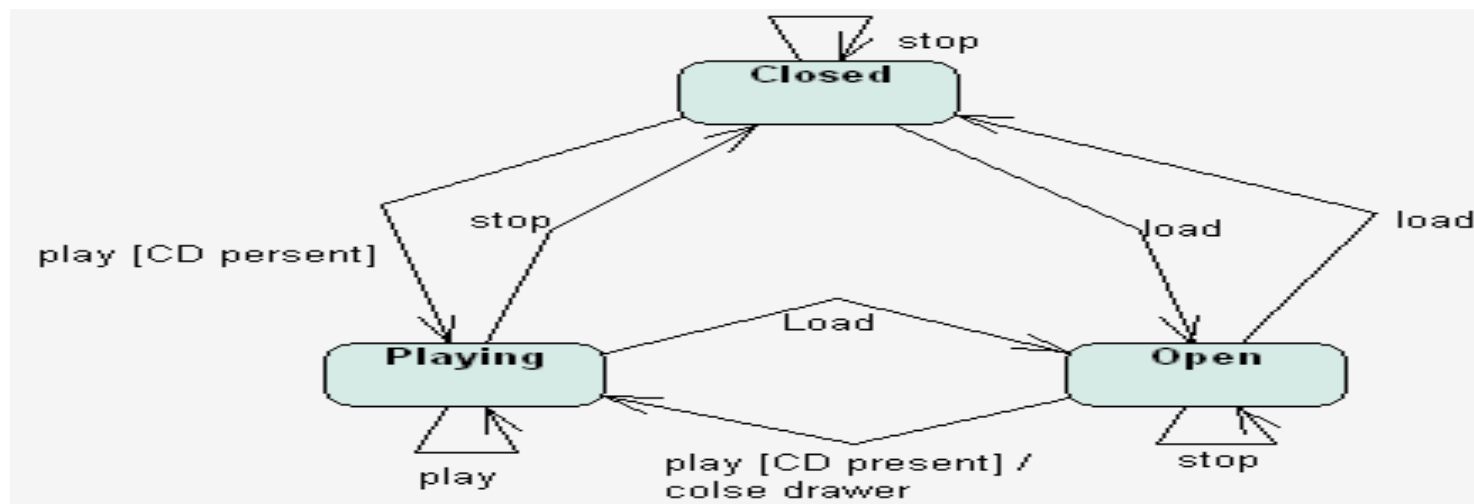 stop
Closed
stop
load
load
play [CD persent]
Load
Playing
Open
play
play [CD present] /
colse drawer
stop